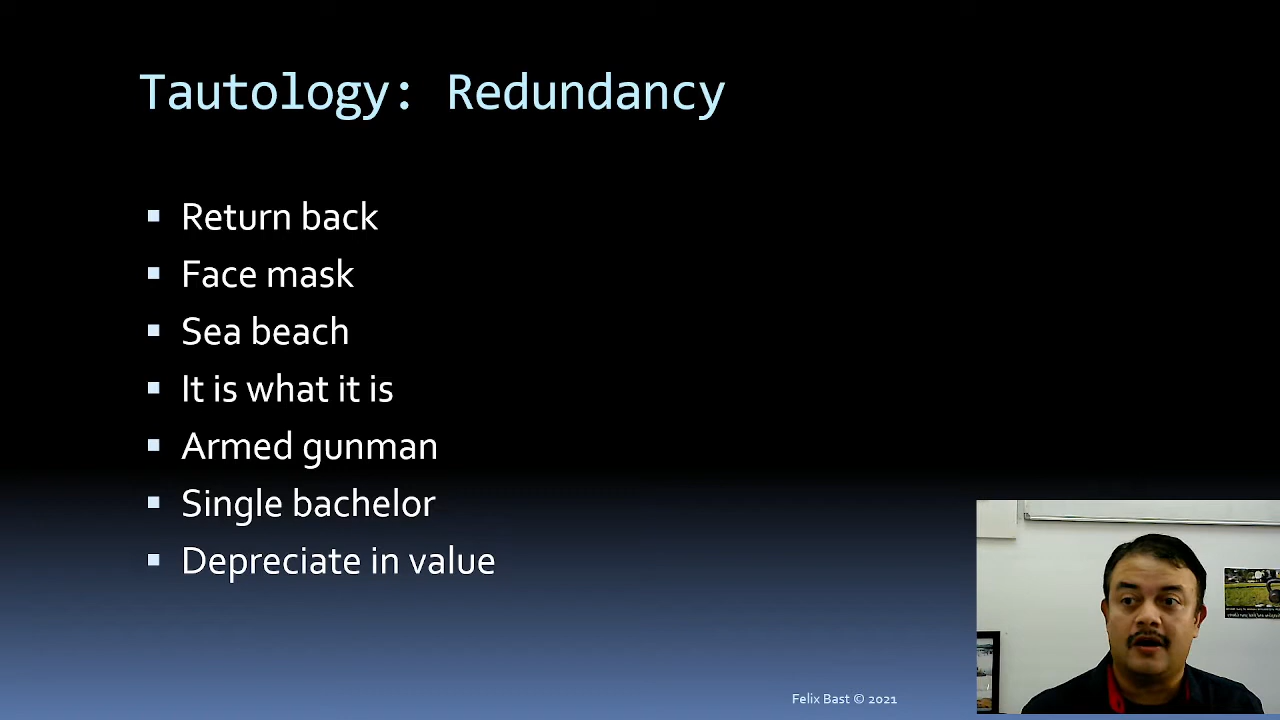 Tautology: Redundancy
Return back
Face mask
Sea beach
It is what it is
Armed gunman
Single bachelor
Depreciate in value
Felix Bast © 2021